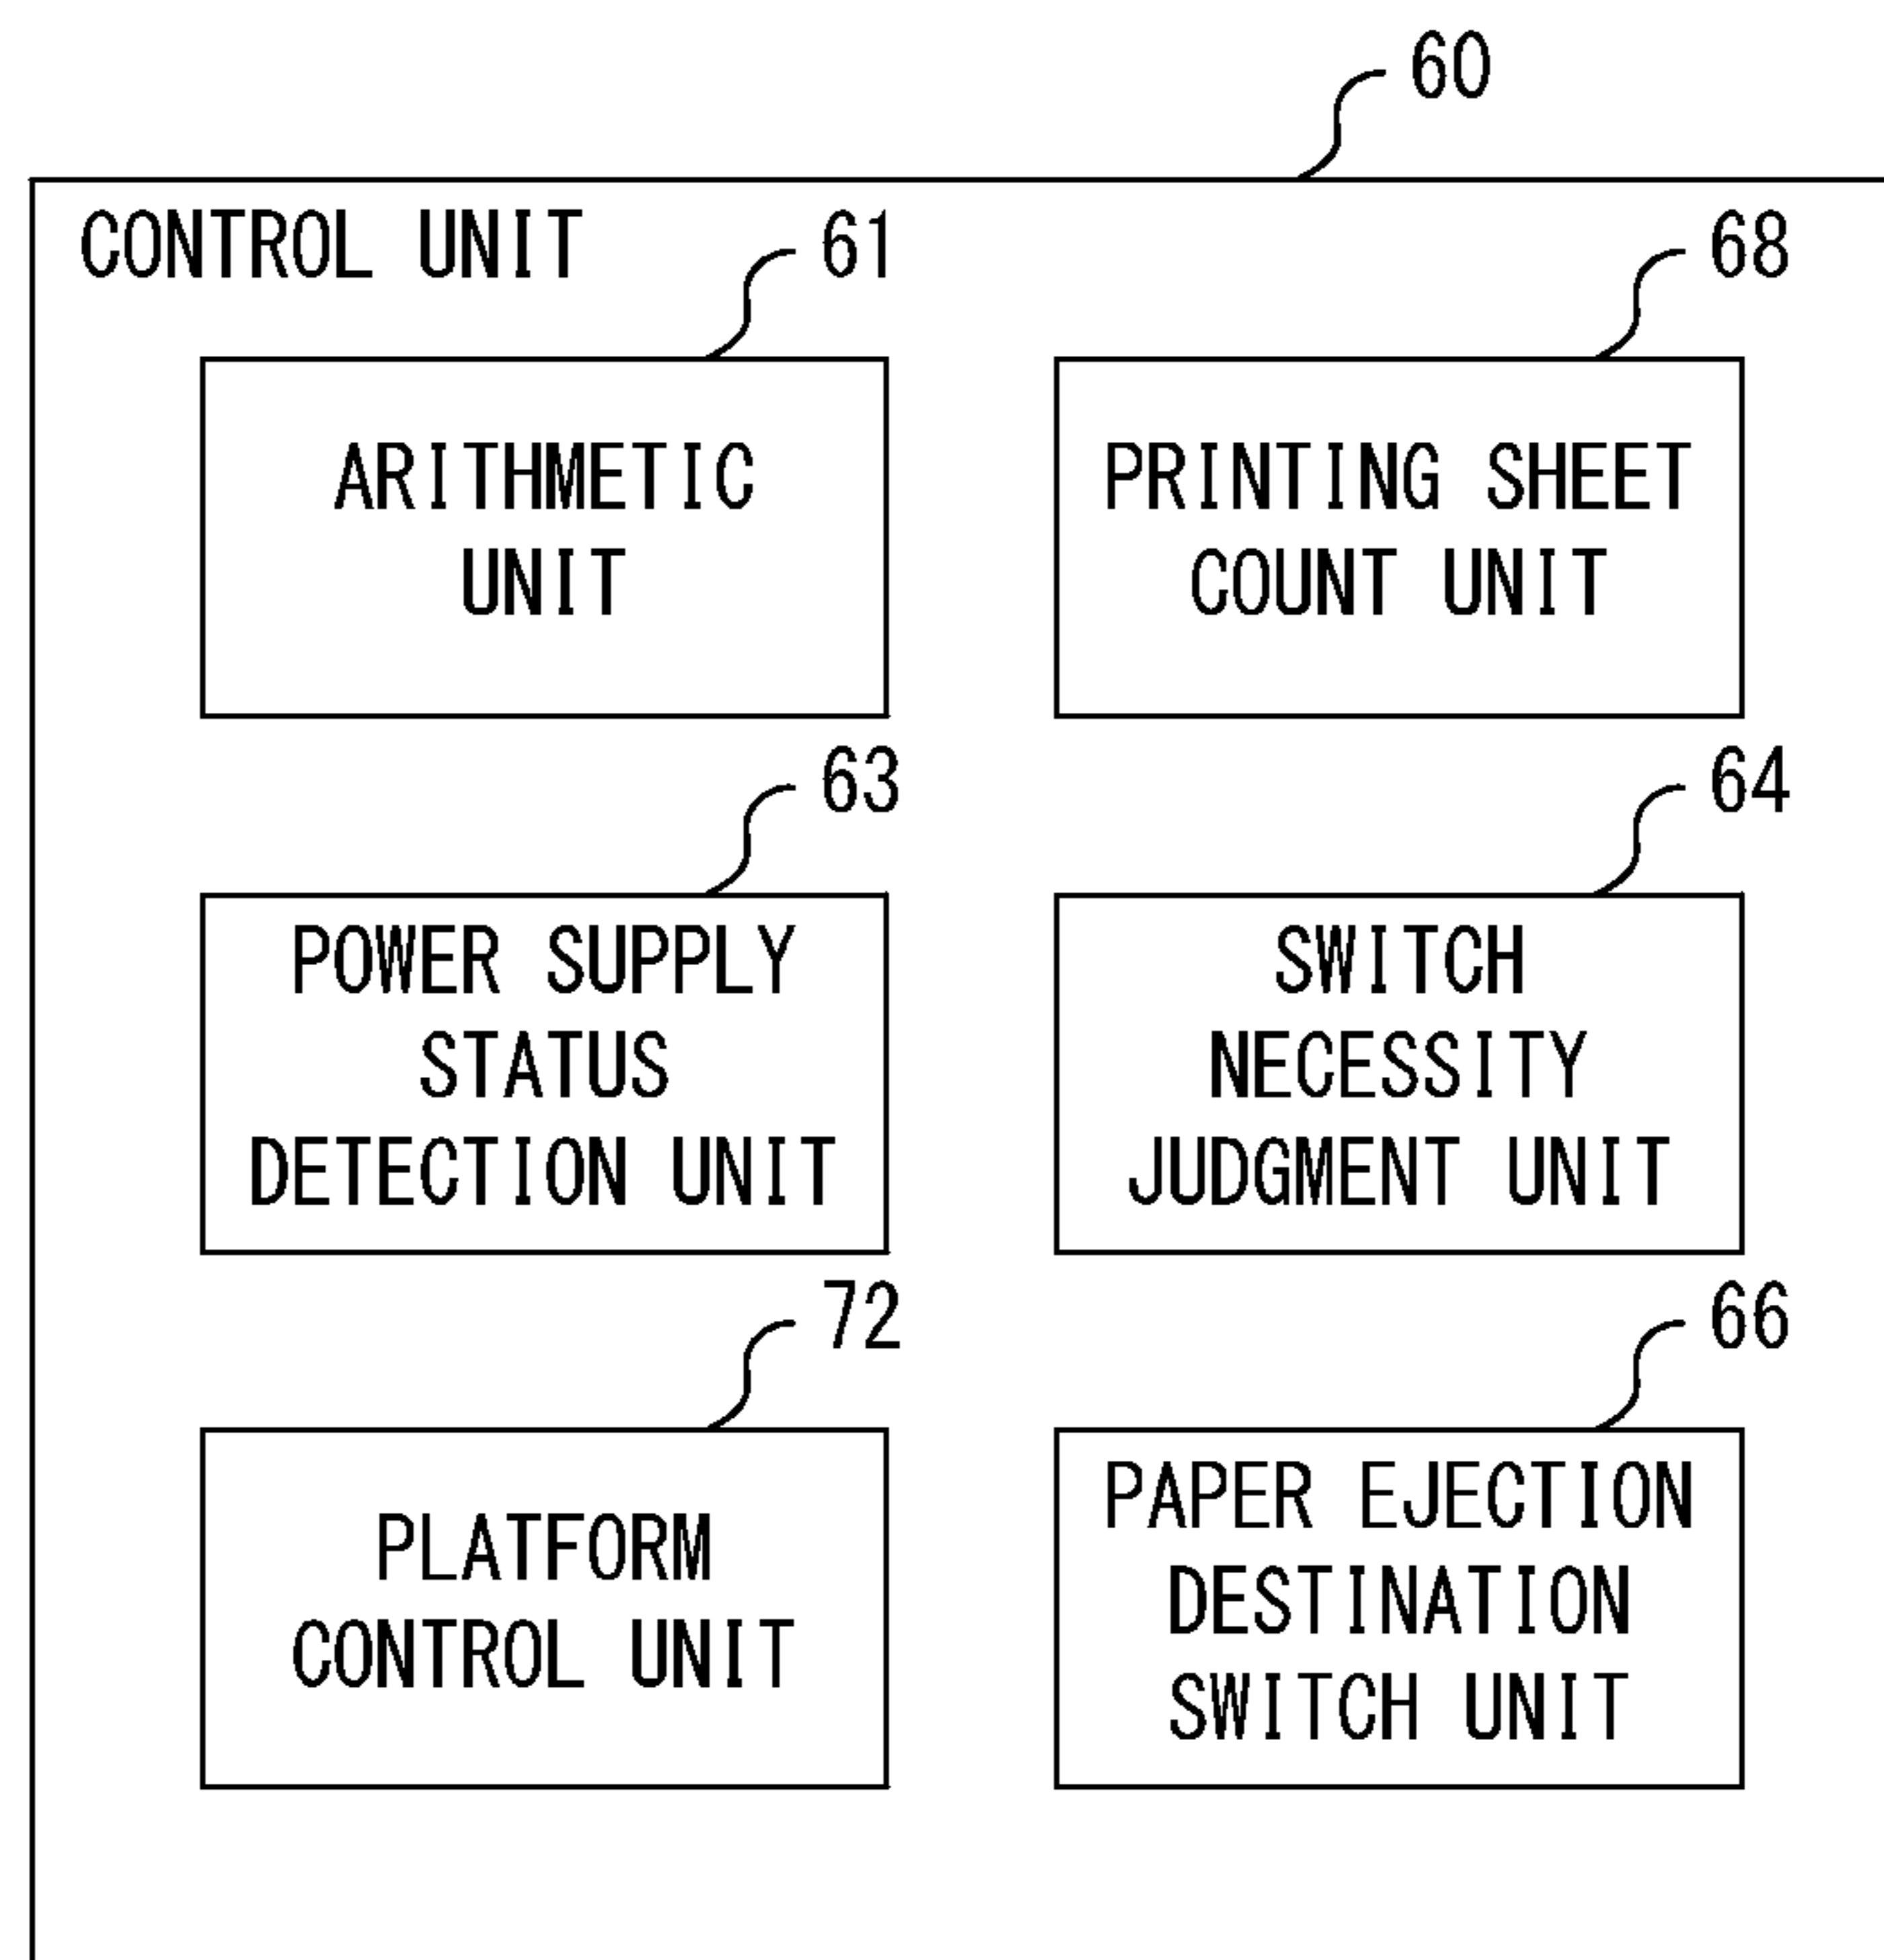 60
CONTROL UNIT
61
68
ARITHMETIC
UNIT
PRINTING SHEET
COUNT UNIT
63
64
POWER SUPPLY
STATUS
DETECTION UNIT
SWITCH
NECESSITY
JUDGMENT UNIT
72
66
PLATFORM
CONTROL UNIT
PAPER EJECTION
DESTINATION
SWITCH UNIT